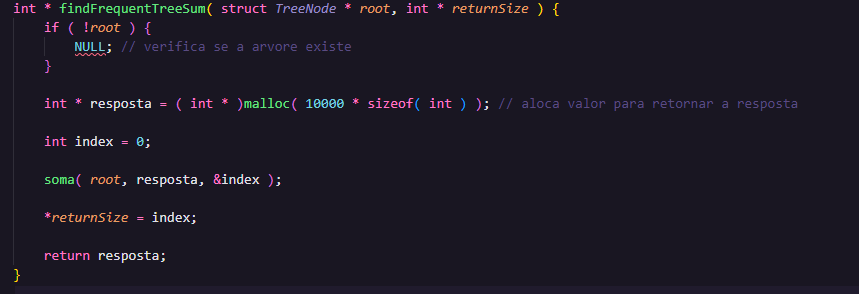 int * findFrequentTreeSum( struct TreeNode * root, int * returnSize ) {
    if ( !root ) {
        NULL; // verifica se a arvore existe
    }

    int * resposta = ( int * )malloc( 10000 * sizeof( int ) ); // aloca valor para retornar a resposta

    int index = 0;

    soma( root, resposta, &index );

    *returnSize = index;

    return resposta;
}